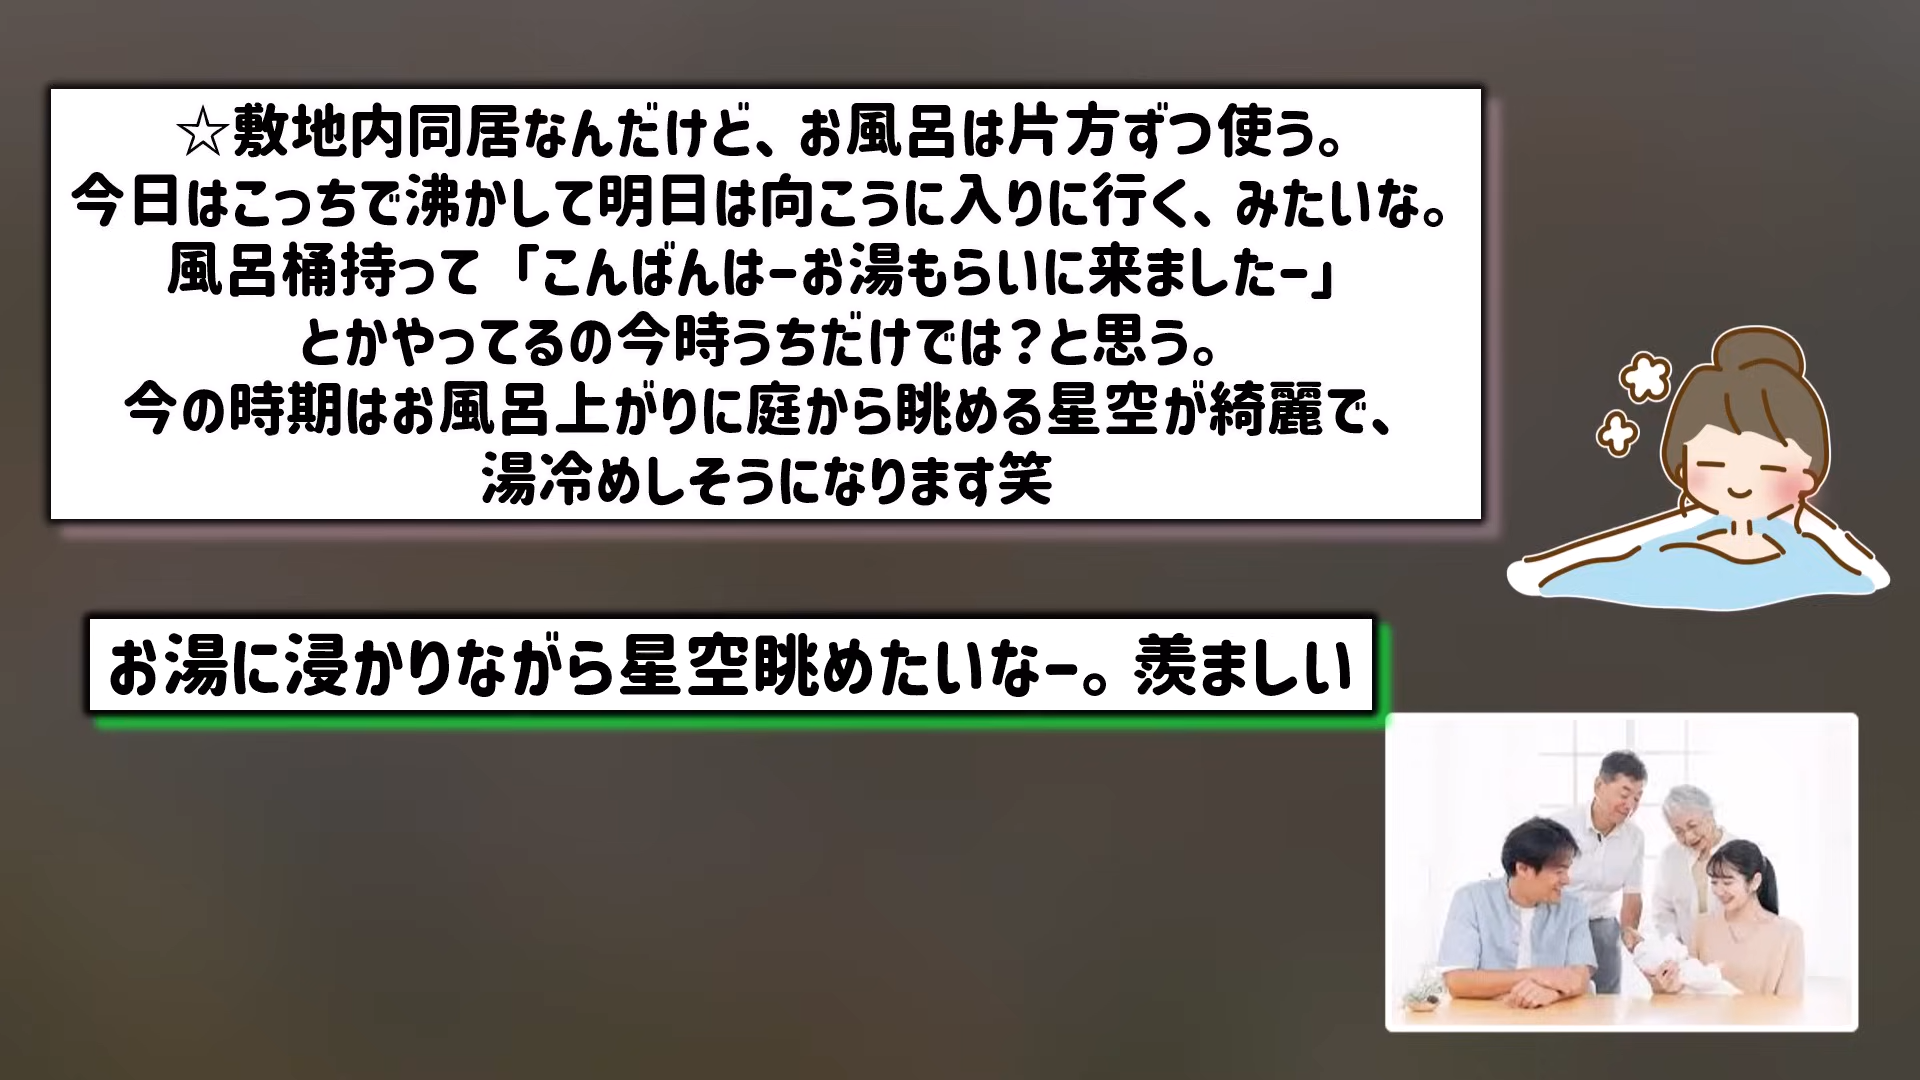 ☆敷地内同居なんだけど、お風呂は片方ずつ使う。
今日はこっちで沸かして明日は向こうに入りに行く、みたいな。
風呂桶持って「こんばんはーお湯もらいに来ましたー」
とかやってるの今時うちだけでは？と思う。
今の時期はお風呂上がりに庭から眺める星空が綺麗で、
湯冷めしそうになります笑
お湯に浸かりながら星空眺めたいなー。羨ましい